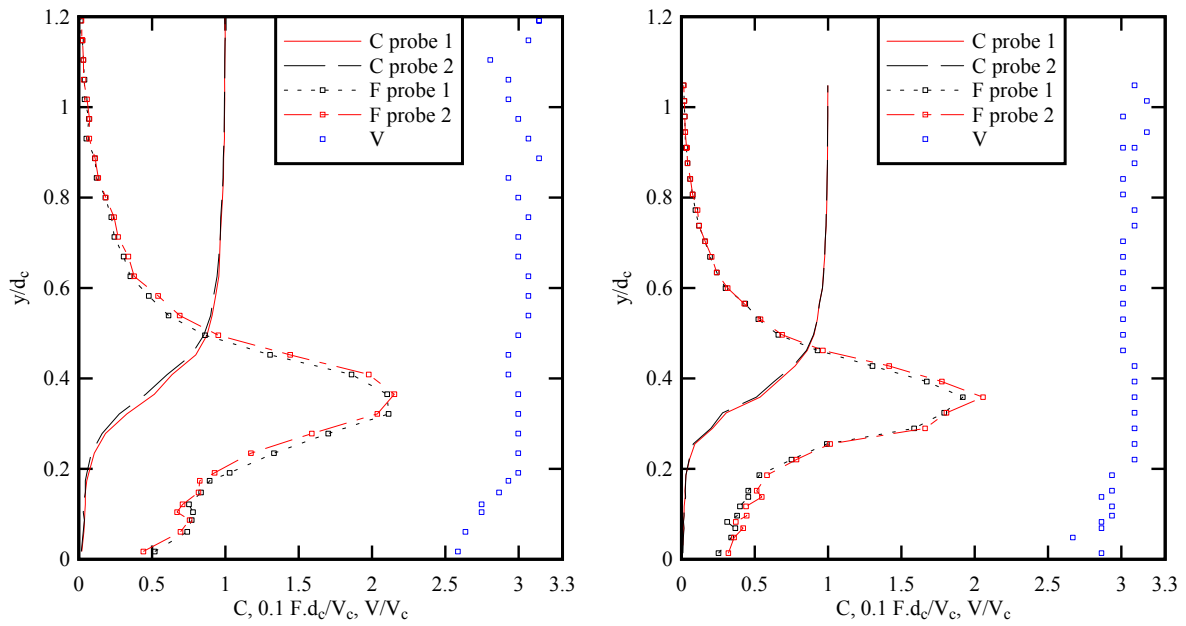 1.2
1
0.8
0.6
0.4
0.2
0
y/dc
0 0.5 1 1.5 2 2.5 3 3.3
C, 0.1 F.dc/Vc, V/Vc
C probe 1
C probe 2
F probe 1
F probe 2
V
1.2
1
0.8
0.6
0.4
0.2
0
y/dc
0 0.5 1 1.5 2 2.5 3 3.3
C, 0.1 F.dc/Vc, V/Vc
C probe 1
C probe 2
F probe 1
F probe 2
V